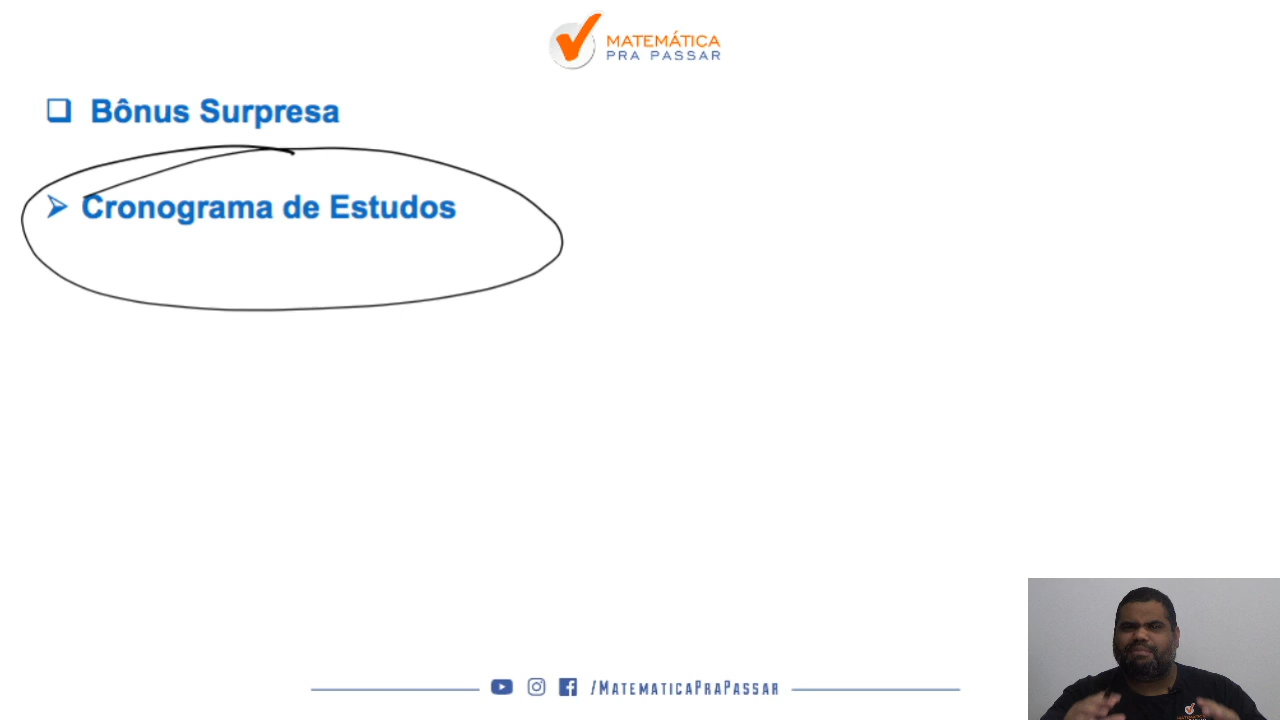 MATEMÁTICA
PRA PASSAR
Bônus Surpresa
Cronograma de Estudos
/MATEMATICAPRAPASSAR